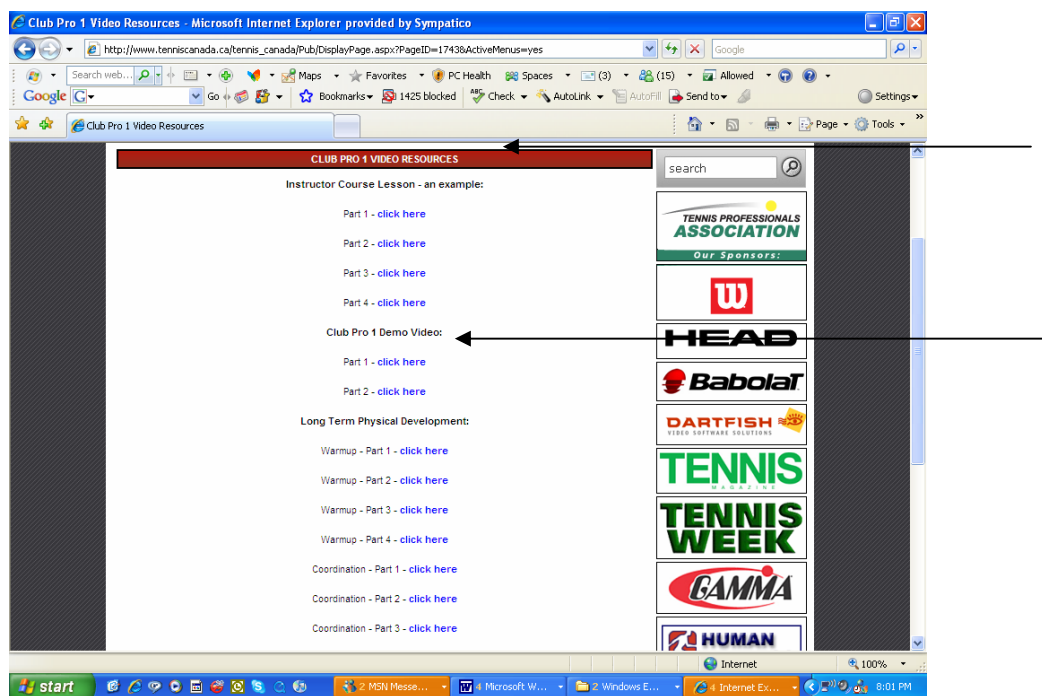 Club Pro 1 Video Resources - Microsoft Internet Explorer provided by Sympatico
http://www.tenniscanada.ca/tennis_canada/Pub/DisplayPage.aspx?PageID=1743&ActiveMenus=yes
Google
Search web...
Maps
Favorites
PC Health
Spaces
(3)
(15)
Allowed
Google
G
Go
Bookmarks
1425 blocked
ABC Check
AutoLink
AutoFill
Send to
Settings
Club Pro 1 Video Resources
Page
Tools
CLUB PRO 1 VIDEO RESOURCES
Instructor Course Lesson - an example:
Part 1 - click here
Part 2 - click here
Part 3 - click here
Part 4 - click here
Club Pro 1 Demo Video:
Part 1 - click here
Part 2 - click here
Long Term Physical Development:
Warmup - Part 1 - click here
Warmup - Part 2 - click here
Warmup - Part 3 - click here
Warmup - Part 4 - click here
Coordination - Part 1 - click here
Coordination - Part 2 - click here
Coordination - Part 3 - click here
search
TENNIS PROFESSIONALS
ASSOCIATION
Our Sponsors:
W
HEAD
Babolat
DARTFISH
VIDEO SOFTWARE SOLUTIONS
TENNIS
MAGAZINE
TENNIS
WEEK
GAMMA
HUMAN
Internet
100%
start
2 MSN Messe...
4 Microsoft W...
2 Windows E...
4 Internet Ex...
8:01 PM